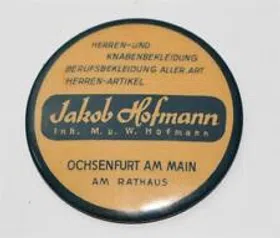 HERREN- UND
KNABENBEKLEIDUNG
BERUFSBEKLEIDUNG ALLER ART
HERREN-ARTIKEL
Jakob Hofmann
Inh. M. u. W. Hofmann
OCHSENFURT AM MAIN
AM RATHAUS